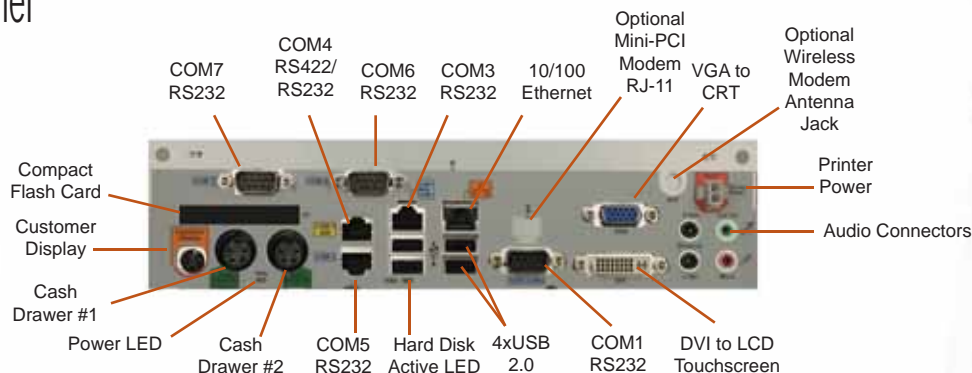 nel
COM7
RS232
COM4
RS422/
RS232
COM6
RS232
COM3
RS232
10/100
Ethernet
Optional
Mini-PCI
Modem
RJ-11
VGA to
CRT
Optional
Wireless
Modem
Antenna
Jack
Compact
Flash Card
Printer
Power
Customer
Display
Audio Connectors
Cash
Drawer #1
Power LED
Cash
Drawer #2
COM5
RS232
Hard Disk
Active LED
4xUSB
2.0
COM1
RS232
DVI to LCD
Touchscreen